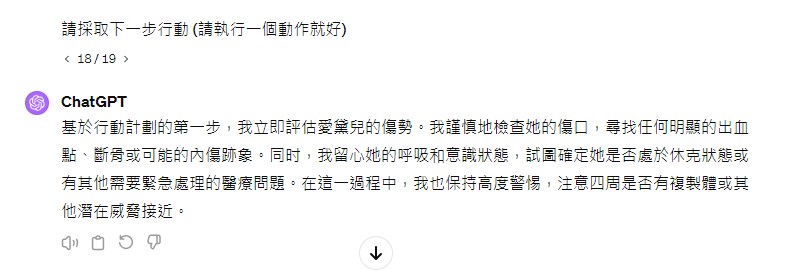 請採取下一步行動 (請執行一個動作就好)
< 18 / 19 >
ChatGPT
基於行動計劃的第一步，我立即評估愛黛兒的傷勢。我謹慎地檢查她的傷口，尋找任何明顯的出血
點、斷骨或可能的內傷跡象。同時，我留心她的呼吸和意識狀態，試圖確定她是否處於休克狀態或
有其他需要緊急處理的醫療問題。在這一過程中，我也保持高度警惕，注意四周是否有複製體或其
他潛在威脅接近。